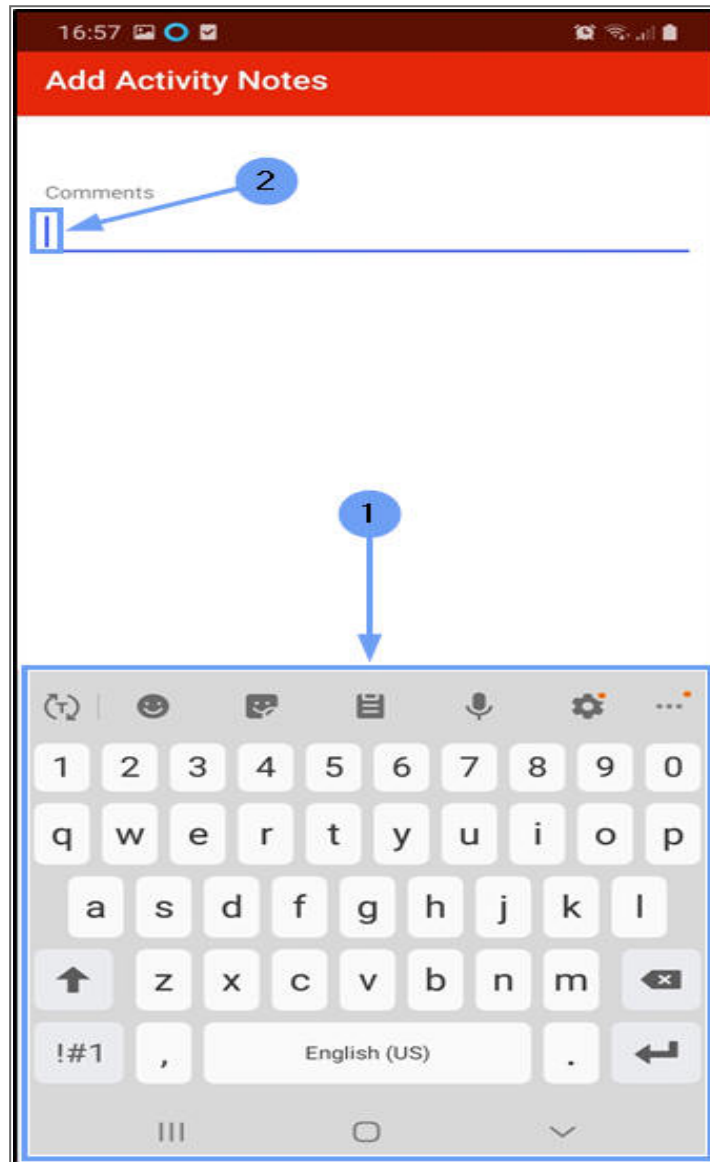 16:57
Add Activity Notes
2
Comments
1
T
1 2 3 4 5 6 7 8 9 0
q w e r t y u i o p
a s d f g h j k l
z x c v b n m
!#1 , English (US) .